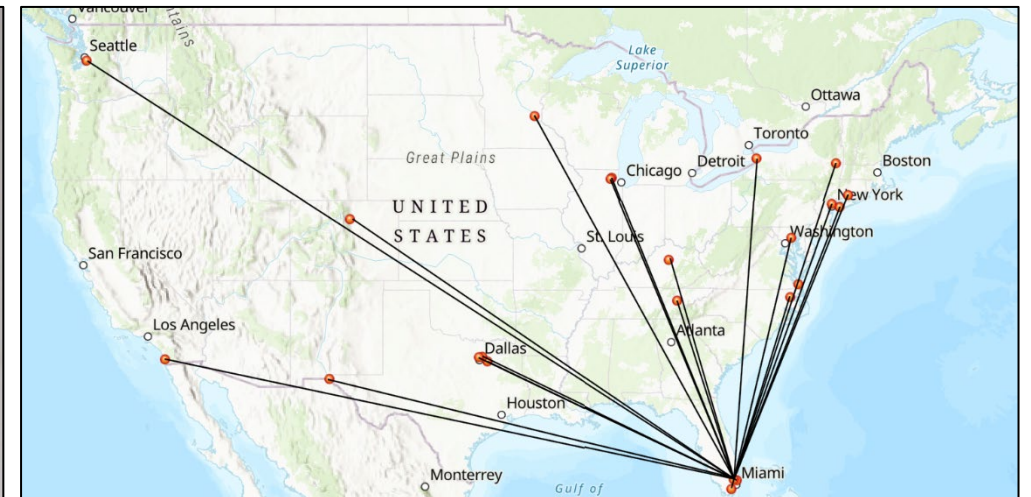 Vancouver
Seattle
Lake
Superior
Ottawa
Toronto
Great Plains
Chicago
Detroit
Boston
UNITED
STATES
New York
St. Louis
Washington
San Francisco
Los Angeles
Dallas
Atlanta
Houston
Monterrey
Miami
Gulf of